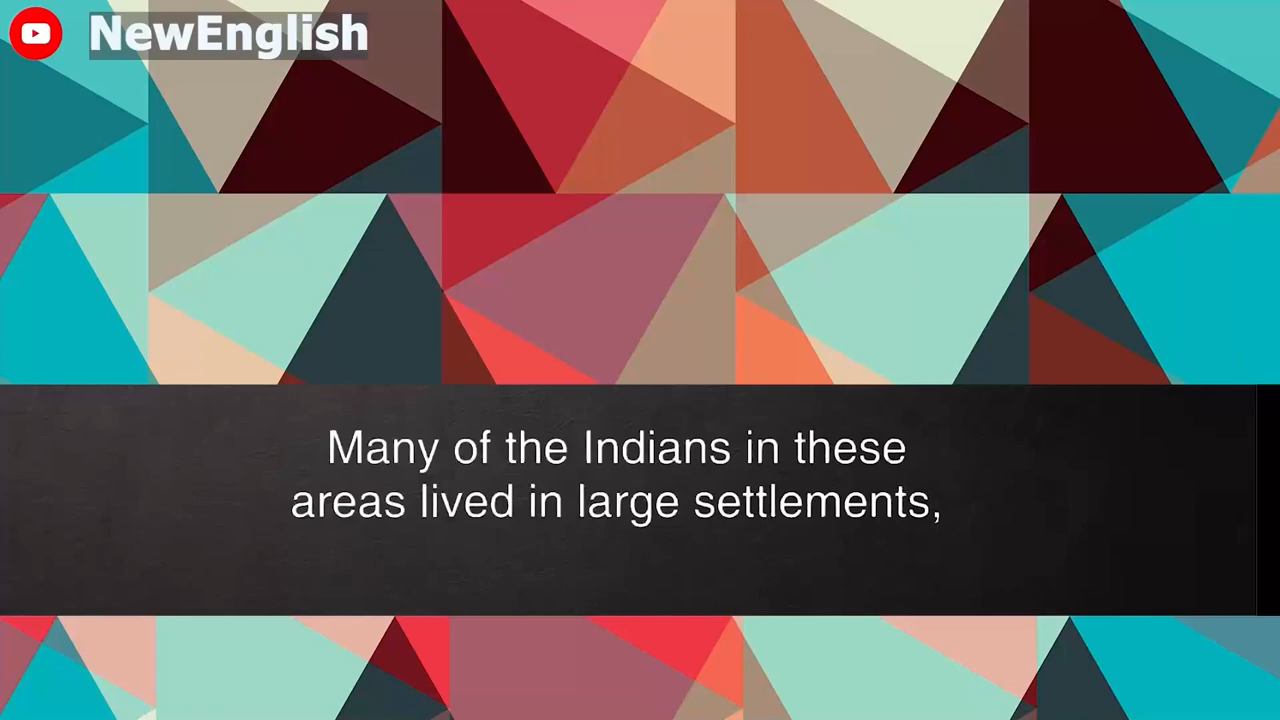 NewEnglish
Many of the Indians in these
areas lived in large settlements,